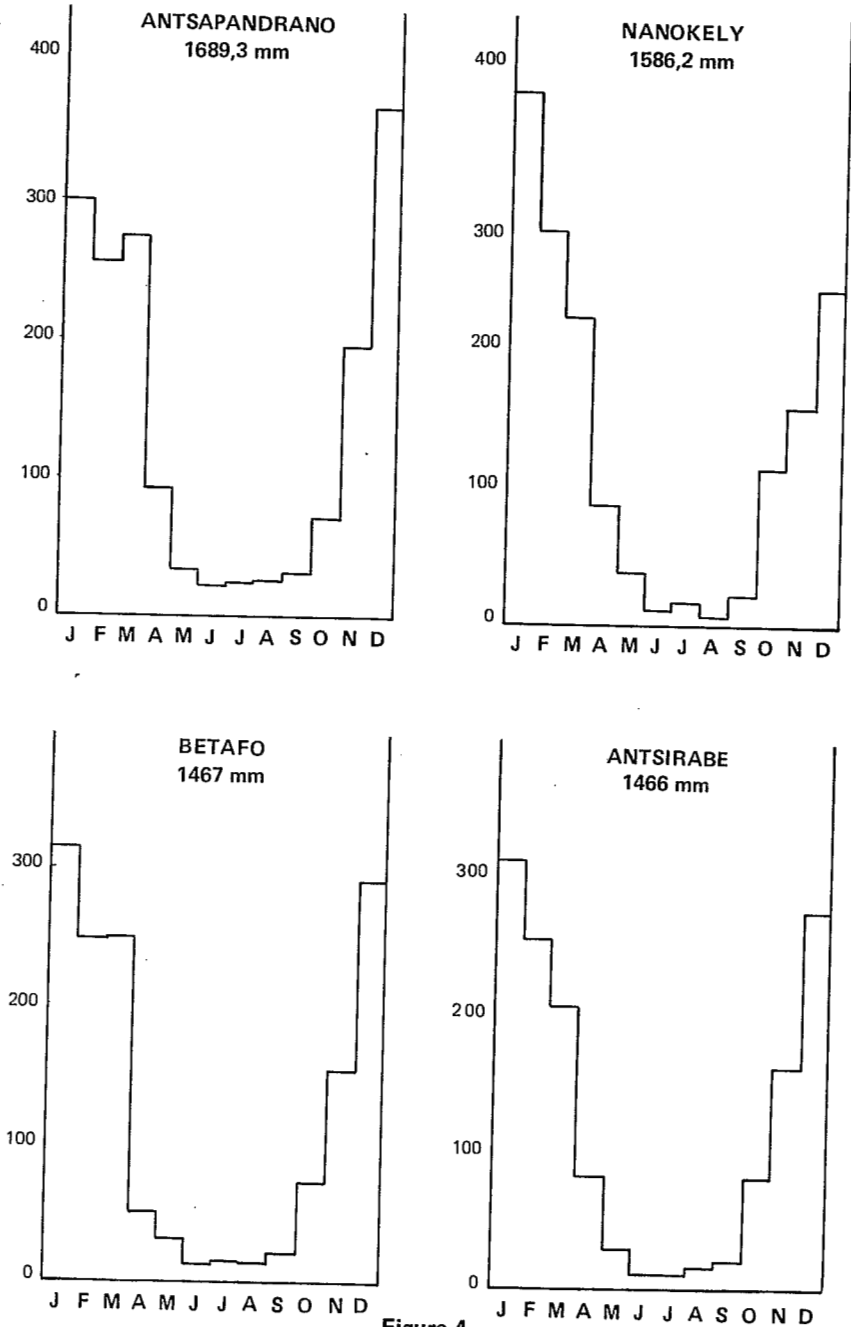 ANTSAPANDRANO
1689,3 mm
400
300
200
100
0
J F M A M J J A S O N D
NANOKELY
1586,2 mm
400
300
200
100
0
J F M A M J J A S O N D
BETAFO
1467 mm
300
200
100
0
J F M A M J J A S O N D
ANTSIRABE
1466 mm
300
200
100
0
J F M A M J J A S O N D
Figure 4